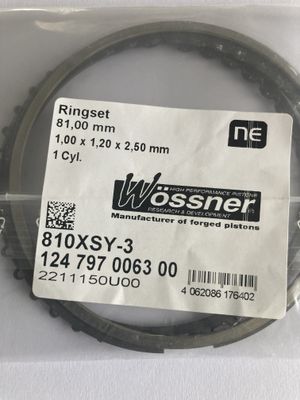 Ringset
81,00 mm
1,00 x 1,20 x 2,50 mm
1 Cyl.
NE
HIGH PERFORMANCE PISTONS
Wössner
RESEARCH & DEVELOPMENT
Manufacturer of forged pistons
810XSY-3
124 797 0063 00
2211150U00
4 062086 176402